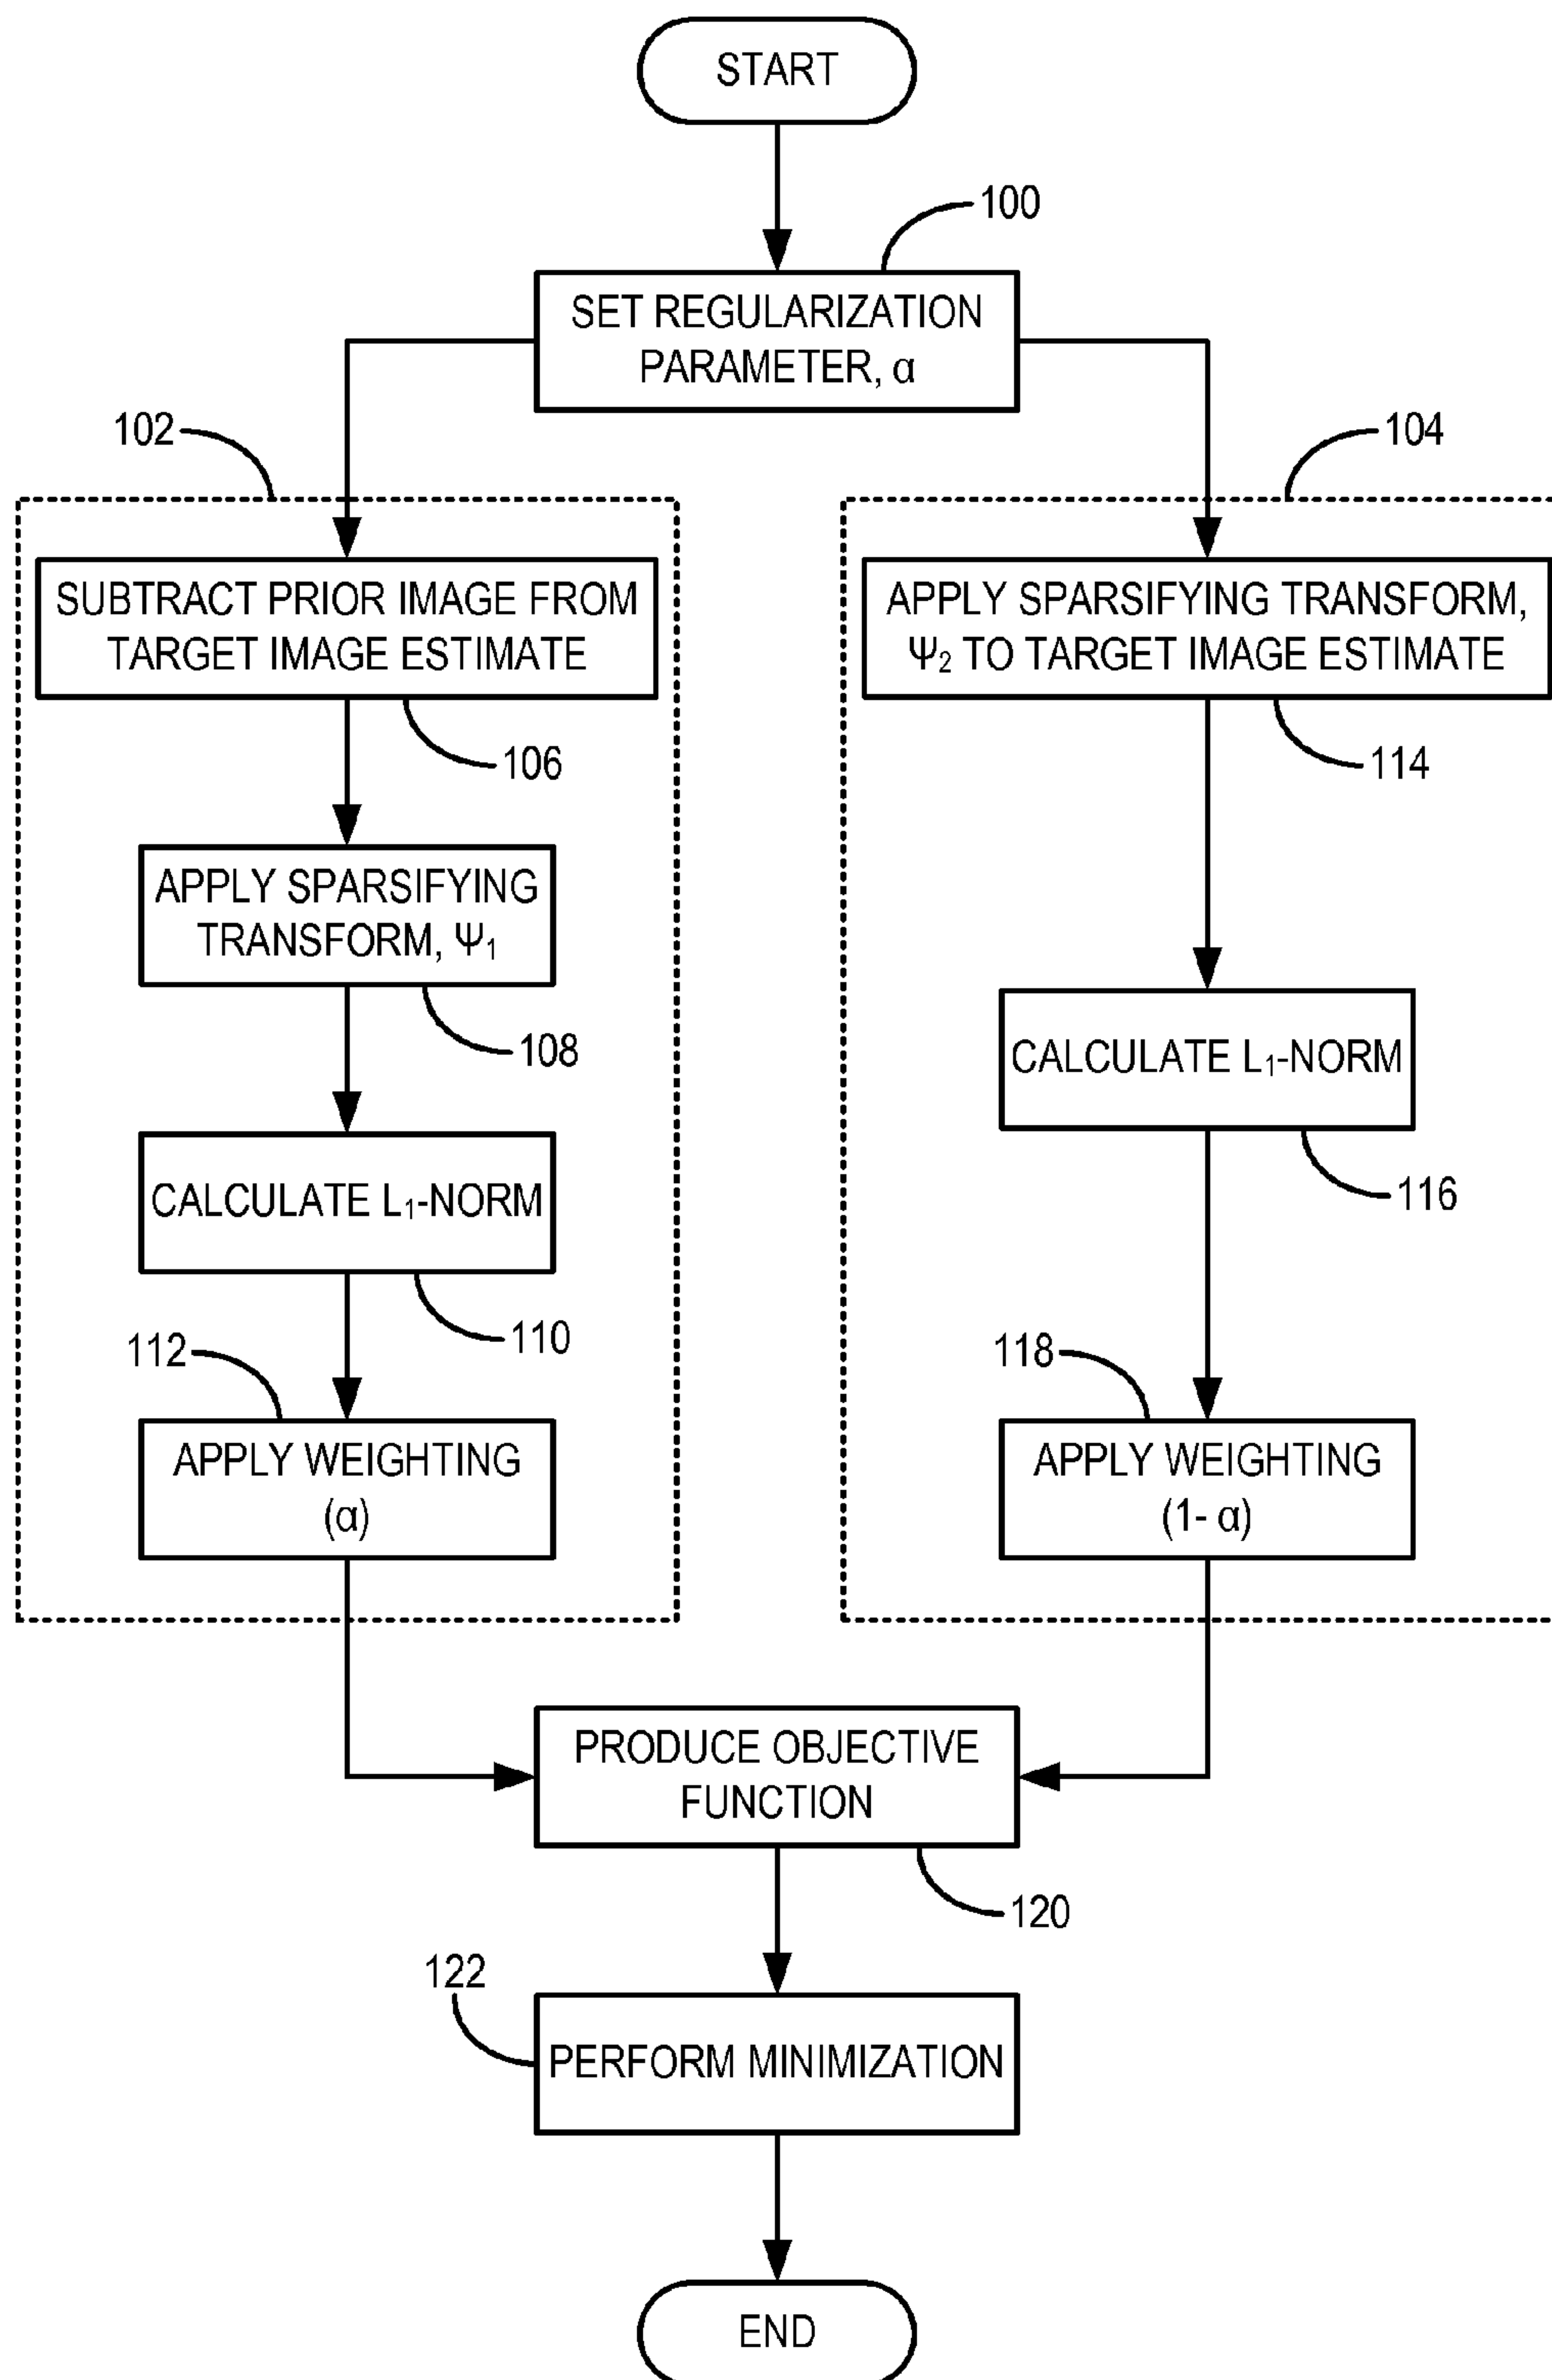 START
100
SET REGULARIZATION
PARAMETER, α
102
104
SUBTRACT PRIOR IMAGE FROM
TARGET IMAGE ESTIMATE
106
APPLY SPARSIFYING
TRANSFORM, Ψ₁
108
CALCULATE L₁-NORM
110
112
APPLY WEIGHTING
(α)
APPLY SPARSIFYING TRANSFORM,
Ψ₂ TO TARGET IMAGE ESTIMATE
114
CALCULATE L₁-NORM
116
118
APPLY WEIGHTING
(1- α)
PRODUCE OBJECTIVE
FUNCTION
120
122
PERFORM MINIMIZATION
END